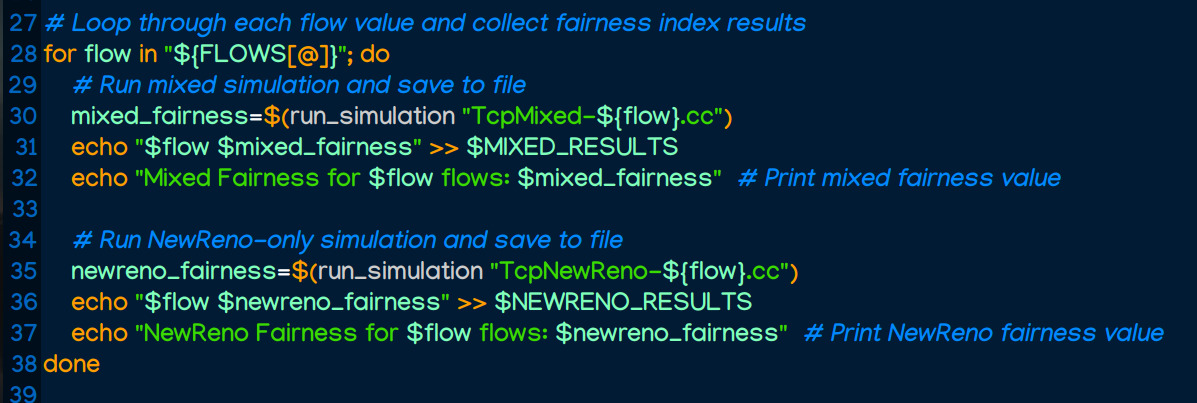 27 # Loop through each flow value and collect fairness index results
28 for flow in "${FLOWS[@]}"; do
29     # Run mixed simulation and save to file
30     mixed_fairness=$(run_simulation "TcpMixed-${flow}.cc")
31     echo "$flow $mixed_fairness" >> $MIXED_RESULTS
32     echo "Mixed Fairness for $flow flows: $mixed_fairness"  # Print mixed fairness value
33
34     # Run NewReno-only simulation and save to file
35     newreno_fairness=$(run_simulation "TcpNewReno-${flow}.cc")
36     echo "$flow $newreno_fairness" >> $NEWRENO_RESULTS
37     echo "NewReno Fairness for $flow flows: $newreno_fairness"  # Print NewReno fairness value
38 done
39